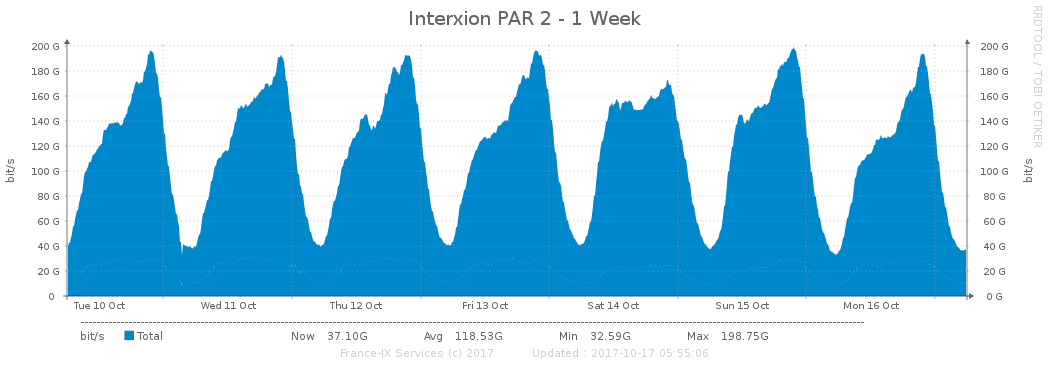 Interxion PAR 2 - 1 Week
RRDTOOL / TOBI OETIKER
bit/s
200 G 200 G
180 G 180 G
160 G 160 G
140 G 140 G
120 G 120 G
100 G 100 G
80 G 80 G
60 G 60 G
40 G 40 G
20 G 20 G
0 0 G
bit/s
Tue 10 Oct Wed 11 Oct Thu 12 Oct Fri 13 Oct Sat 14 Oct Sun 15 Oct Mon 16 Oct
bit/s Total Now 37.10G Avg 118.53G Min 32.59G Max 198.75G
France-IX Services (c) 2017 Updated : 2017-10-17 05:55:06